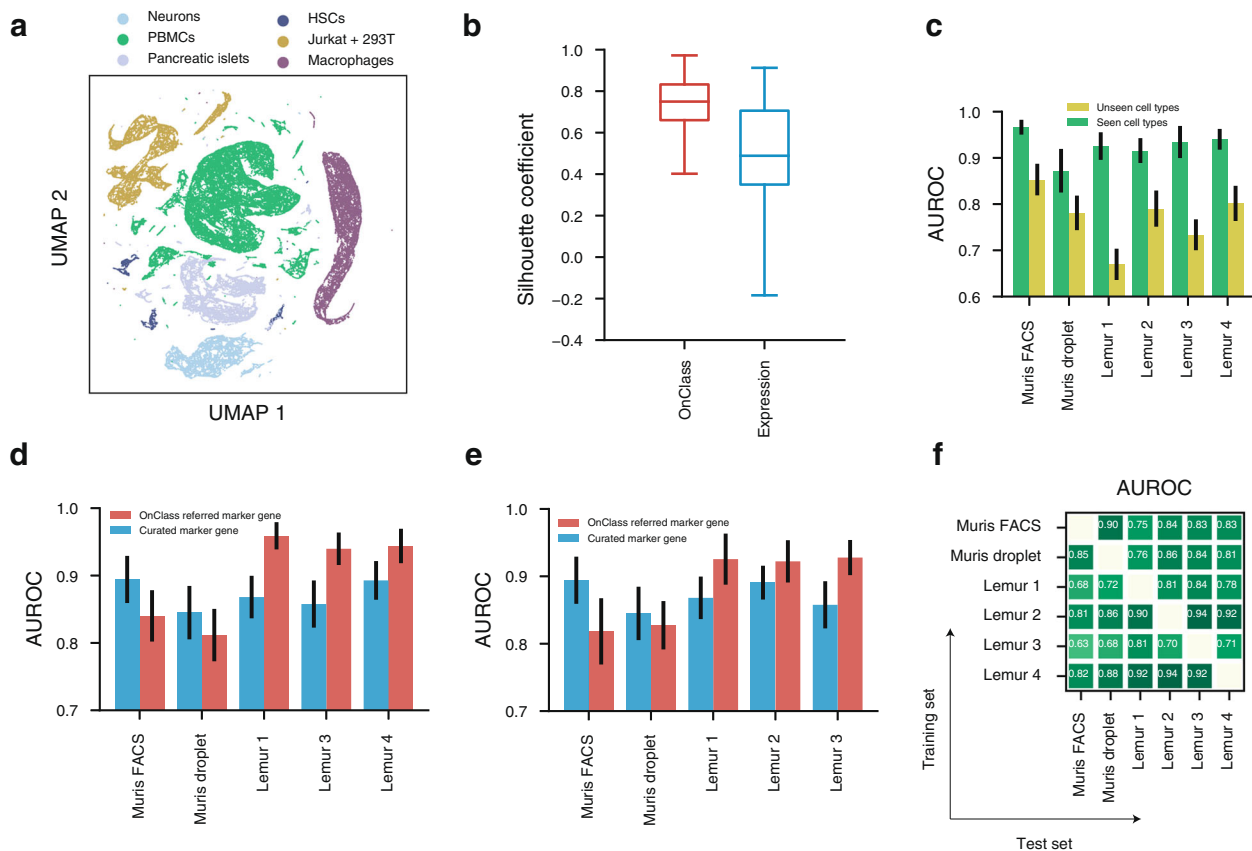 a
Neurons
PBMCs
Pancreatic islets
HSCs
Jurkat + 293T
Macrophages
UMAP 2
UMAP 1
b
Silhouette coefficient
1.0
0.8
0.6
0.4
0.2
0.0
−0.2
−0.4
OnClass
Expression
c
Unseen cell types
Seen cell types
AUROC
1.0
0.9
0.8
0.7
0.6
Muris FACS
Muris droplet
Lemur 1
Lemur 2
Lemur 3
Lemur 4
d
OnClass referred marker gene
Curated marker gene
AUROC
1.0
0.9
0.8
0.7
Muris FACS
Muris droplet
Lemur 1
Lemur 3
Lemur 4
e
OnClass referred marker gene
Curated marker gene
AUROC
1.0
0.9
0.8
0.7
Muris FACS
Muris droplet
Lemur 1
Lemur 2
Lemur 3
f
AUROC
Muris FACS 0.90 0.75 0.84 0.83 0.83
Muris droplet 0.85 0.76 0.86 0.84 0.81
Lemur 1 0.68 0.72 0.81 0.84 0.78
Lemur 2 0.81 0.86 0.90 0.94 0.92
Lemur 3 0.63 0.68 0.81 0.70 0.71
Lemur 4 0.82 0.88 0.92 0.94 0.92
Muris FACS
Muris droplet
Lemur 1
Lemur 2
Lemur 3
Lemur 4
Training set
Test set